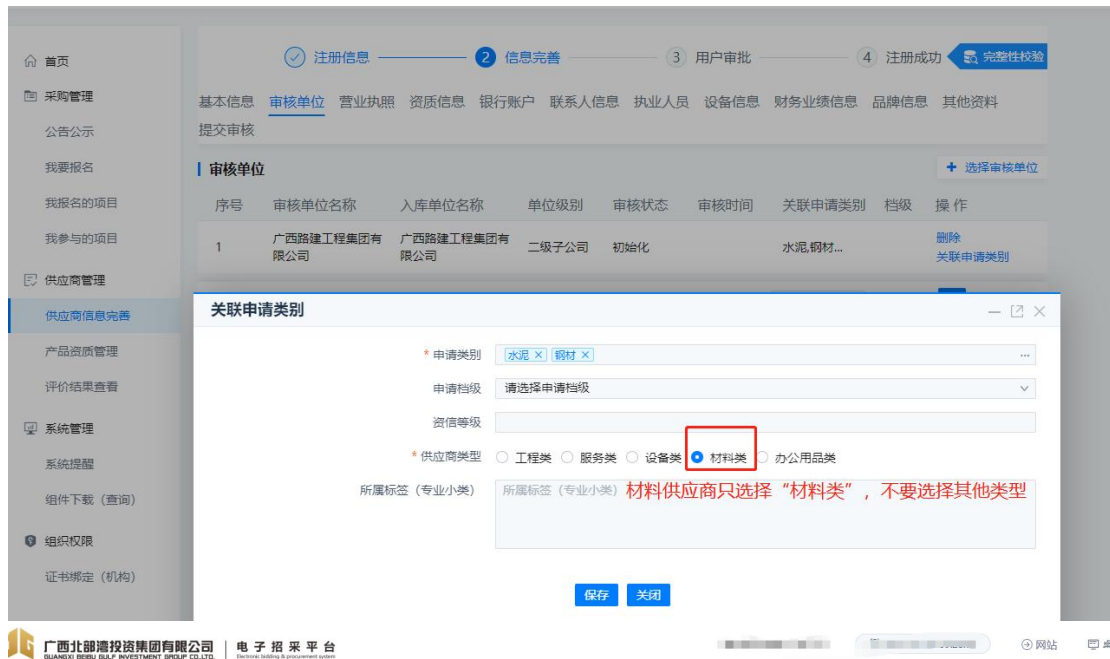 注册信息 2 信息完善 3 用户审批 4 注册成功 完整性校验
首页
采购管理
公告公示
我要报名
我报名的项目
我参与的项目
供应商管理
供应商信息完善
产品资质管理
评价结果查看
系统管理
系统提醒
组件下载（查询）
组织权限
证书绑定（机构）
基本信息 审核单位 营业执照 资质信息 银行账户 联系人信息 执业人员 设备信息 财务业绩信息 品牌信息 其他资料
提交审核
审核单位 + 选择审核单位
序号 审核单位名称 入库单位名称 单位级别 审核状态 审核时间 关联申请类别 档级 操作
1 广西路建工程集团有限公司 广西路建工程集团有限公司 二级子公司 初始化 水泥,钢材... 删除
关联申请类别
关联申请类别
* 申请类别 水泥 × 钢材 × ...
申请档级 请选择申请档级
资信等级
* 供应商类型 工程类 服务类 设备类 材料类 办公用品类
所属标签（专业小类） 所属标签（专业小类） 材料供应商只选择“材料类”，不要选择其他类型
保存 关闭
广西北部湾投资集团有限公司 电子招采平台
GUANGXI BEIBU GULF INVESTMENT GROUP CO.,LTD. Electronic bidding & procurement system
网站